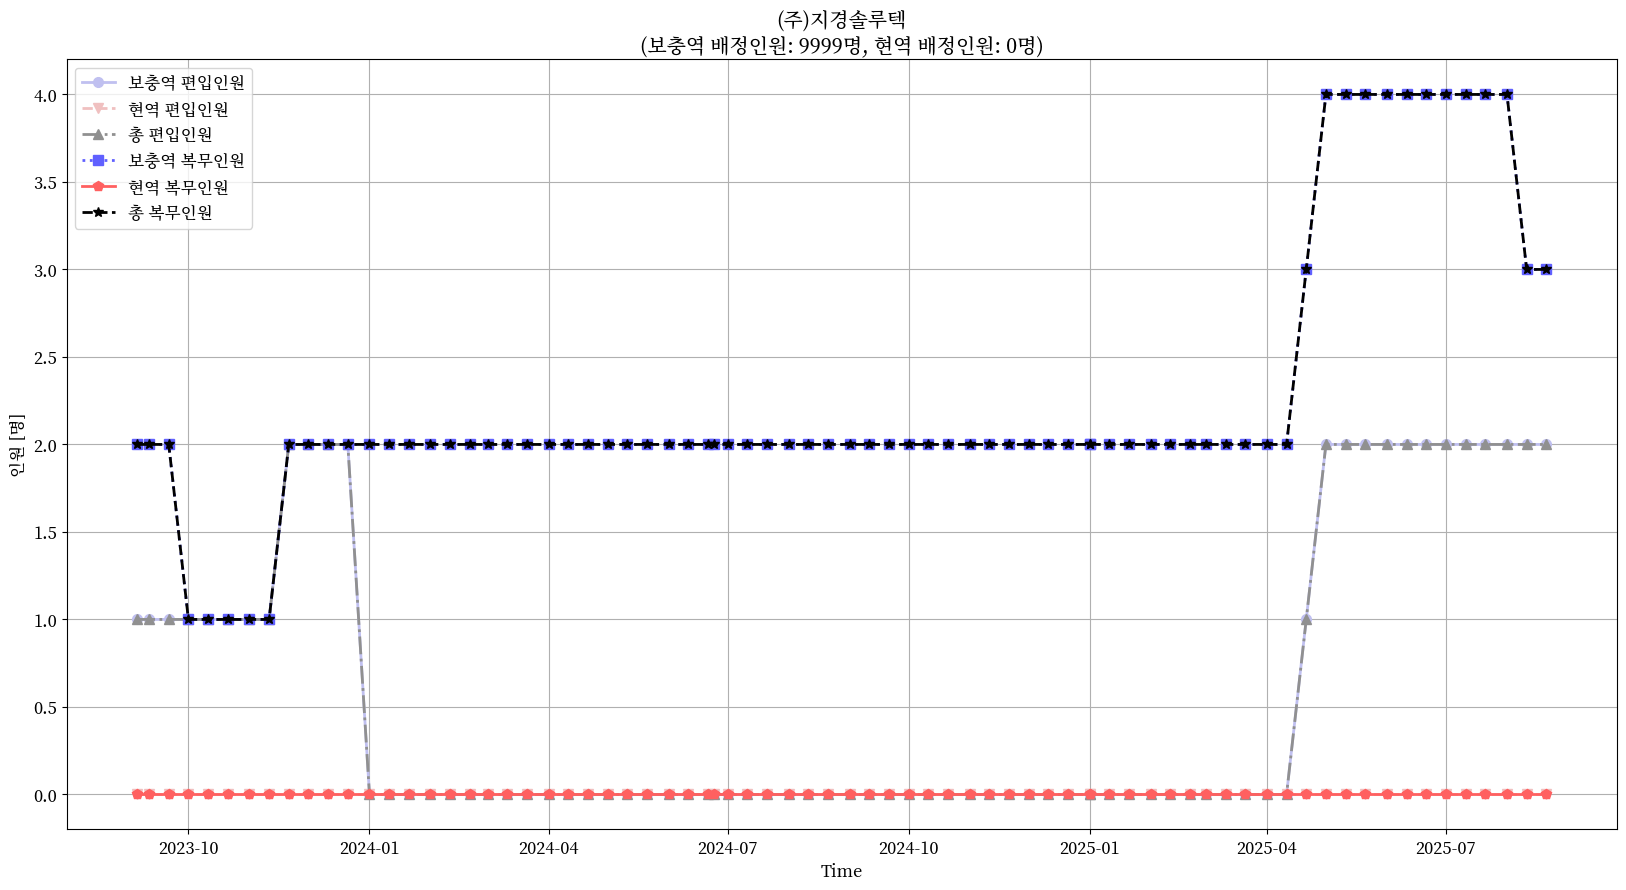 (주)지경솔루텍
(보충역 배정인원: 9999명, 현역 배정인원: 0명)
보충역 편입인원
현역 편입인원
총 편입인원
보충역 복무인원
현역 복무인원
총 복무인원
인원 [명]
4.0
3.5
3.0
2.5
2.0
1.5
1.0
0.5
0.0
2023-10
2024-01
2024-04
2024-07
2024-10
2025-01
2025-04
2025-07
Time